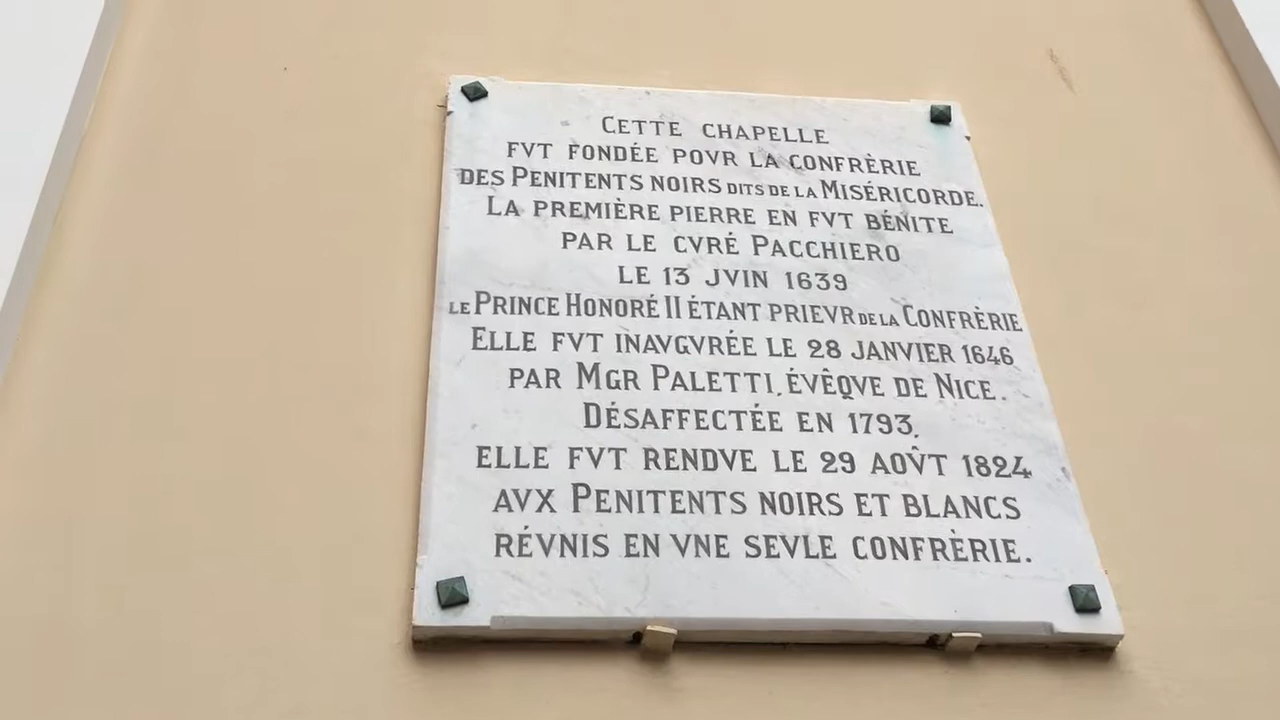 CETTE CHAPELLE
FVT FONDÉE POVR LA CONFRÈRIE
DES PENITENTS NOIRS DITS DE LA MISÉRICORDE.
LA PREMIÈRE PIERRE EN FVT BÉNITE
PAR LE CVRÉ PACCHIERO
LE 13 JVIN 1639
LE PRINCE HONORÉ II ÉTANT PRIEVR DE LA CONFRÈRIE
ELLE FVT INAVGVRÉE LE 28 JANVIER 1646
PAR MGR PALETTI, ÉVÊQVE DE NICE.
DÉSAFFECTÉE EN 1793,
ELLE FVT RENDVE LE 29 AOV̂T 1824
AVX PENITENTS NOIRS ET BLANCS
RÉVNIS EN VNE SEVLE CONFRÈRIE.